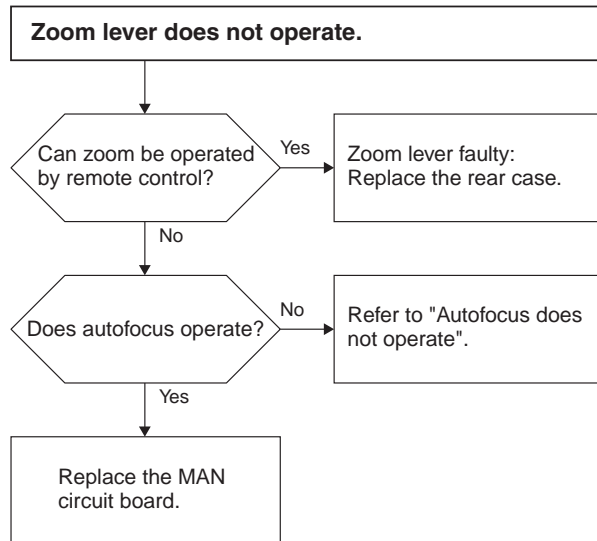 Zoom lever does not operate.
Can zoom be operated
by remote control?
Yes
Zoom lever faulty:
Replace the rear case.
No
Does autofocus operate?
No
Refer to "Autofocus does
not operate".
Yes
Replace the MAN
circuit board.